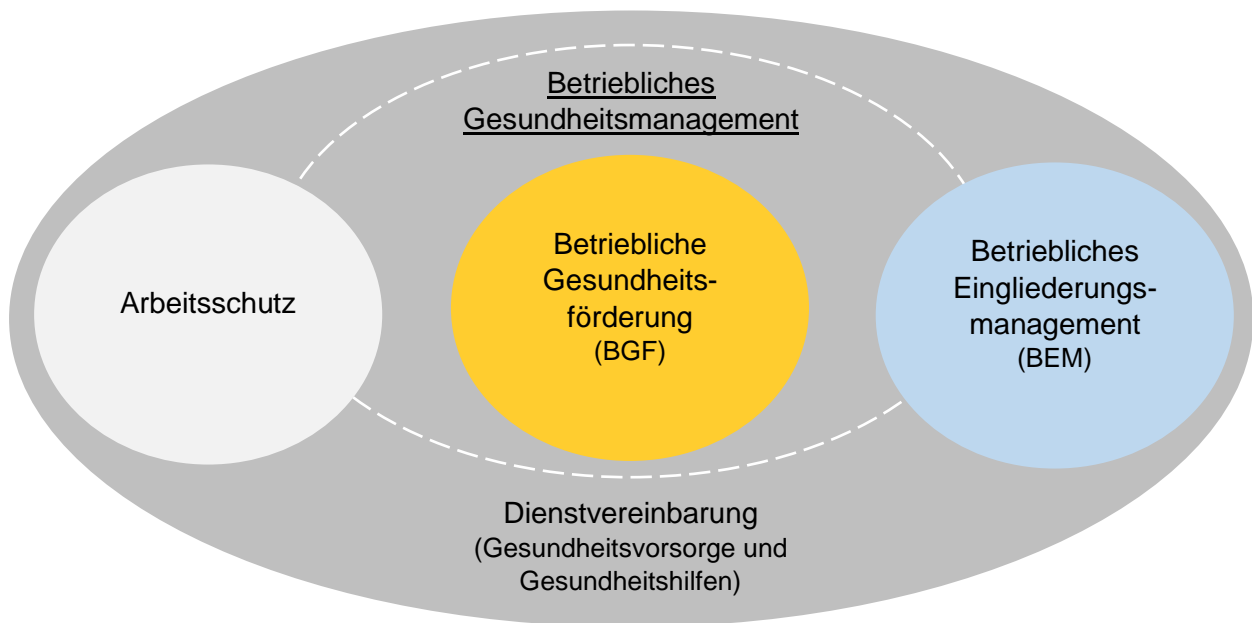 Betriebliches
Gesundheitsmanagement
Arbeitsschutz
Betriebliche
Gesundheits-
förderung
(BGF)
Betriebliches
Eingliederungs-
management
(BEM)
Dienstvereinbarung
(Gesundheitsvorsorge und
Gesundheitshilfen)